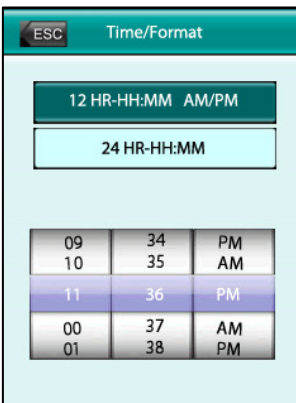 ESC Time/Format
12 HR-HH:MM AM/PM
24 HR-HH:MM
09 34 PM
10 35 AM
11 36 PM
00 37 AM
01 38 PM